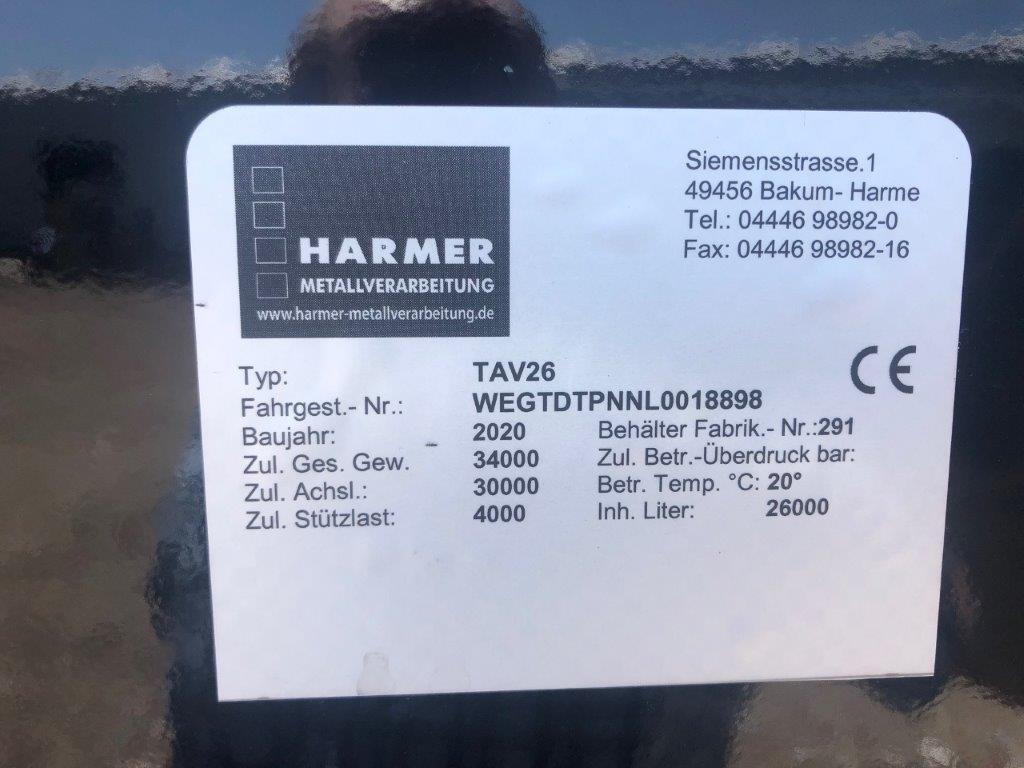 HARMER
METALLVERARBEITUNG
www.harmer-metallverarbeitung.de
Siemensstrasse.1
49456 Bakum- Harme
Tel.: 04446 98982-0
Fax: 04446 98982-16
CE
Typ: TAV26
Fahrgest.- Nr.: WEGTDTPNNL0018898
Baujahr: 2020 Behälter Fabrik.- Nr.:291
Zul. Ges. Gew. 34000 Zul. Betr.-Überdruck bar:
Zul. Achsl.: 30000 Betr. Temp. °C: 20°
Zul. Stützlast: 4000 Inh. Liter: 26000